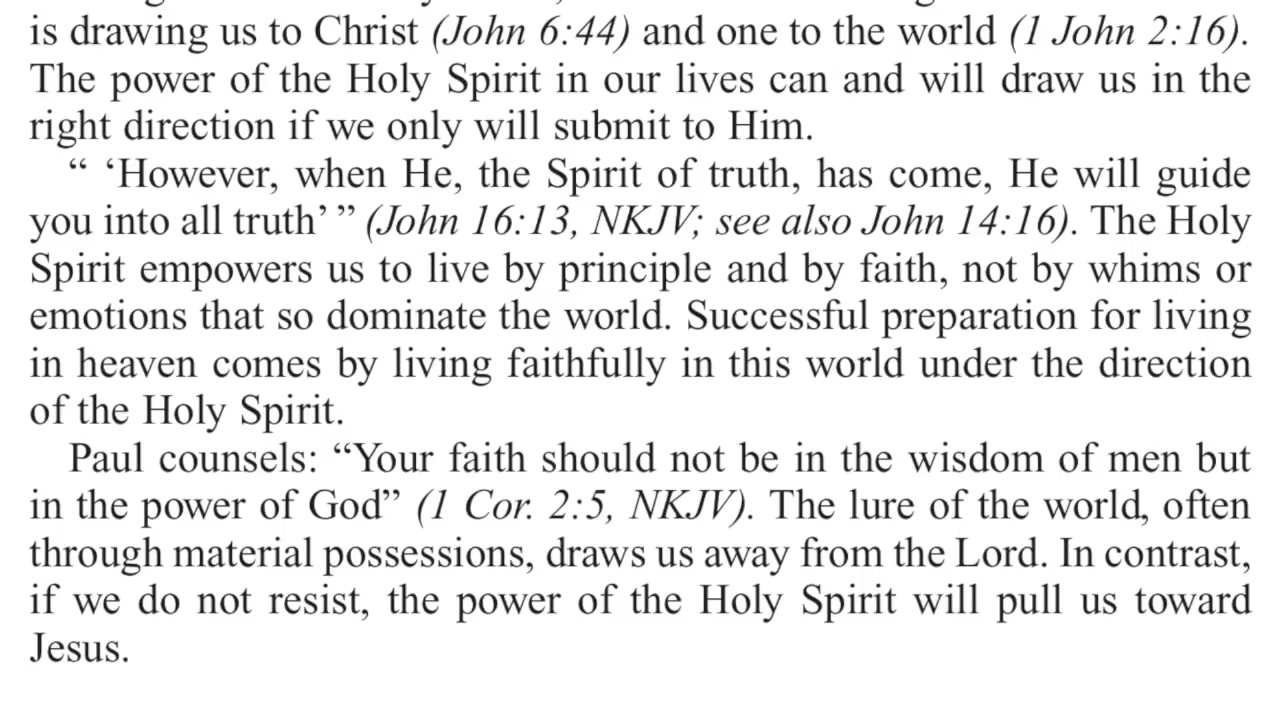 is drawing us to Christ (John 6:44) and one to the world (1 John 2:16).
The power of the Holy Spirit in our lives can and will draw us in the
right direction if we only will submit to Him.
“ ‘However, when He, the Spirit of truth, has come, He will guide
you into all truth’ ” (John 16:13, NKJV; see also John 14:16). The Holy
Spirit empowers us to live by principle and by faith, not by whims or
emotions that so dominate the world. Successful preparation for living
in heaven comes by living faithfully in this world under the direction
of the Holy Spirit.
Paul counsels: “Your faith should not be in the wisdom of men but
in the power of God” (1 Cor. 2:5, NKJV). The lure of the world, often
through material possessions, draws us away from the Lord. In contrast,
if we do not resist, the power of the Holy Spirit will pull us toward
Jesus.